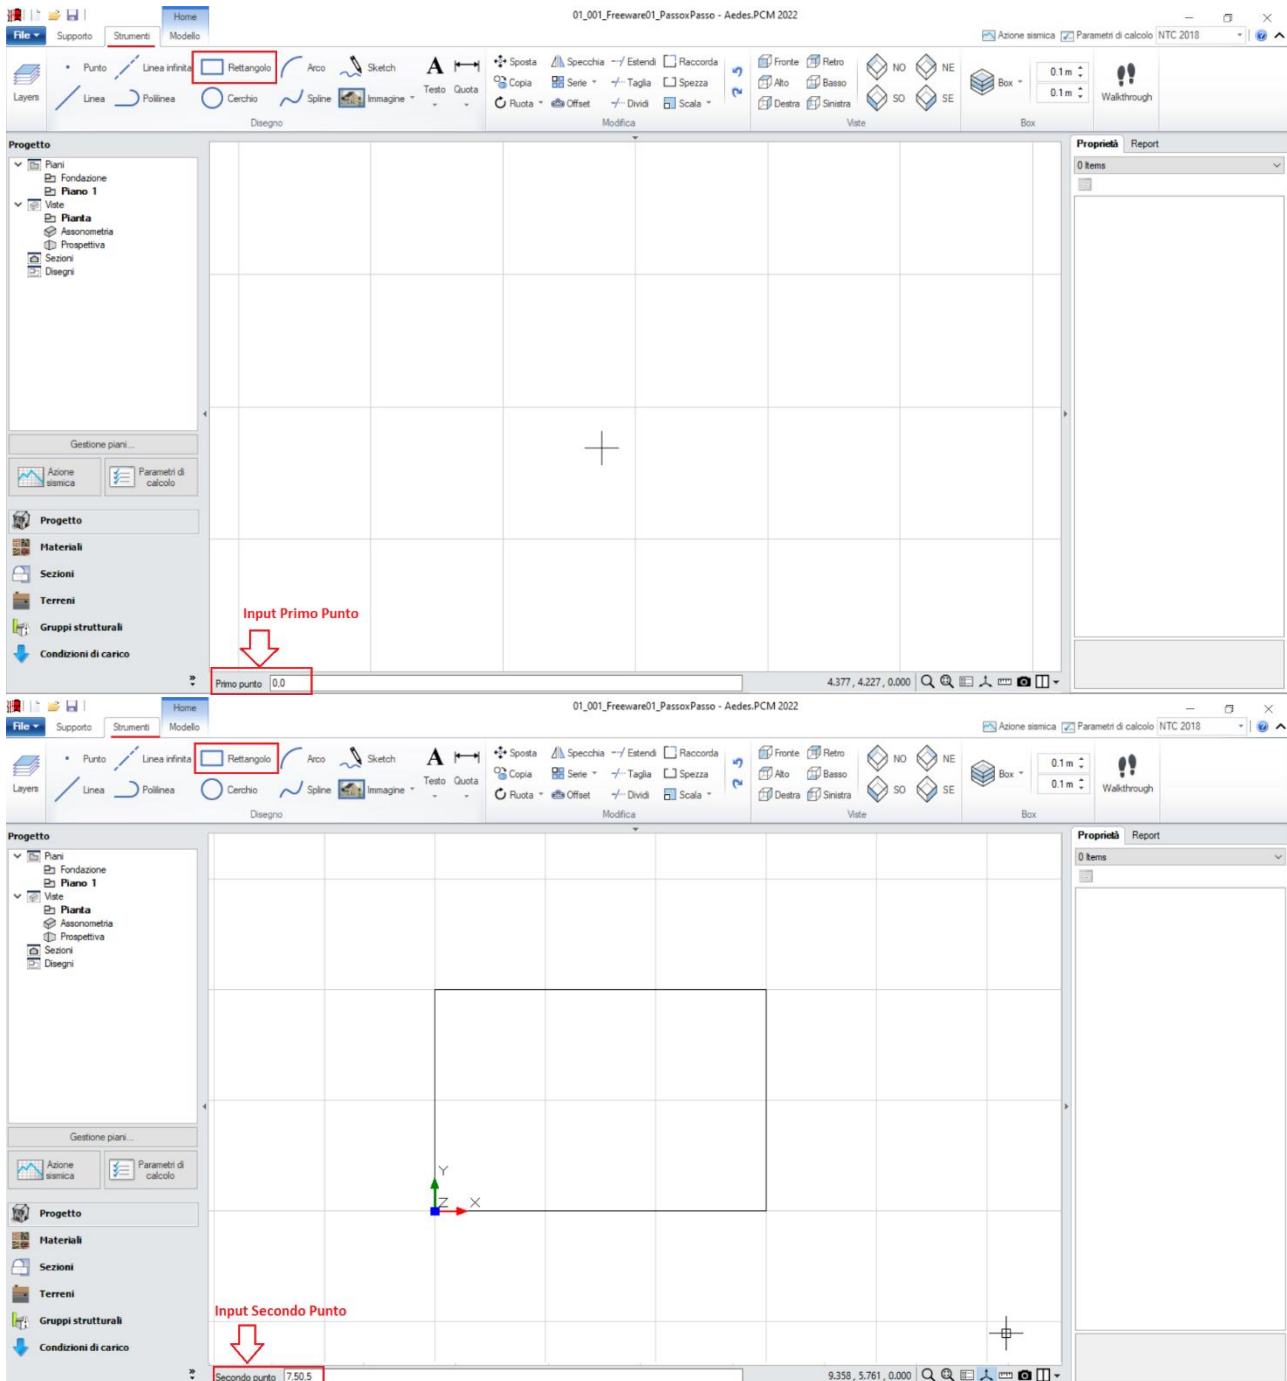 01_001_Freeware01_PassoxPasso - Aedes.PCM 2022
Home
File Supporto Strumenti Modello
Azione sismica Parametri di calcolo NTC 2018
Punto Linea infinita Rettangolo Arco Sketch
Layers Linea Polilinea Cerchio Spline Immagine
A Testo Quota
Disegno
Sposta Specchia Estendi Raccorda
Copia Serie Taglia Spezza
Ruota Offset Dividi Scala
Modifica
Fronte Retro NO NE
Alto Basso
Destra Sinistra SO SE
Viste
Box 0.1 m
0.1 m
Box
Walkthrough
Progetto
Piani
Fondazione
Piano 1
Viste
Pianta
Assonometria
Prospettiva
Sezioni
Disegni
Gestione piani...
Azione sismica
Parametri di calcolo
Progetto
Materiali
Sezioni
Terreni
Gruppi strutturali
Condizioni di carico
Proprietà Report
0 Items
Input Primo Punto
Primo punto 0,0
4.377 , 4.227 , 0.000
01_001_Freeware01_PassoxPasso - Aedes.PCM 2022
Home
File Supporto Strumenti Modello
Azione sismica Parametri di calcolo NTC 2018
Punto Linea infinita Rettangolo Arco Sketch
Layers Linea Polilinea Cerchio Spline Immagine
A Testo Quota
Disegno
Sposta Specchia Estendi Raccorda
Copia Serie Taglia Spezza
Ruota Offset Dividi Scala
Modifica
Fronte Retro NO NE
Alto Basso
Destra Sinistra SO SE
Viste
Box 0.1 m
0.1 m
Box
Walkthrough
Progetto
Piani
Fondazione
Piano 1
Viste
Pianta
Assonometria
Prospettiva
Sezioni
Disegni
Gestione piani...
Azione sismica
Parametri di calcolo
Progetto
Materiali
Sezioni
Terreni
Gruppi strutturali
Condizioni di carico
Proprietà Report
0 Items
Y
Z X
Input Secondo Punto
Secondo punto 7.50,5
9.358 , 5.761 , 0.000